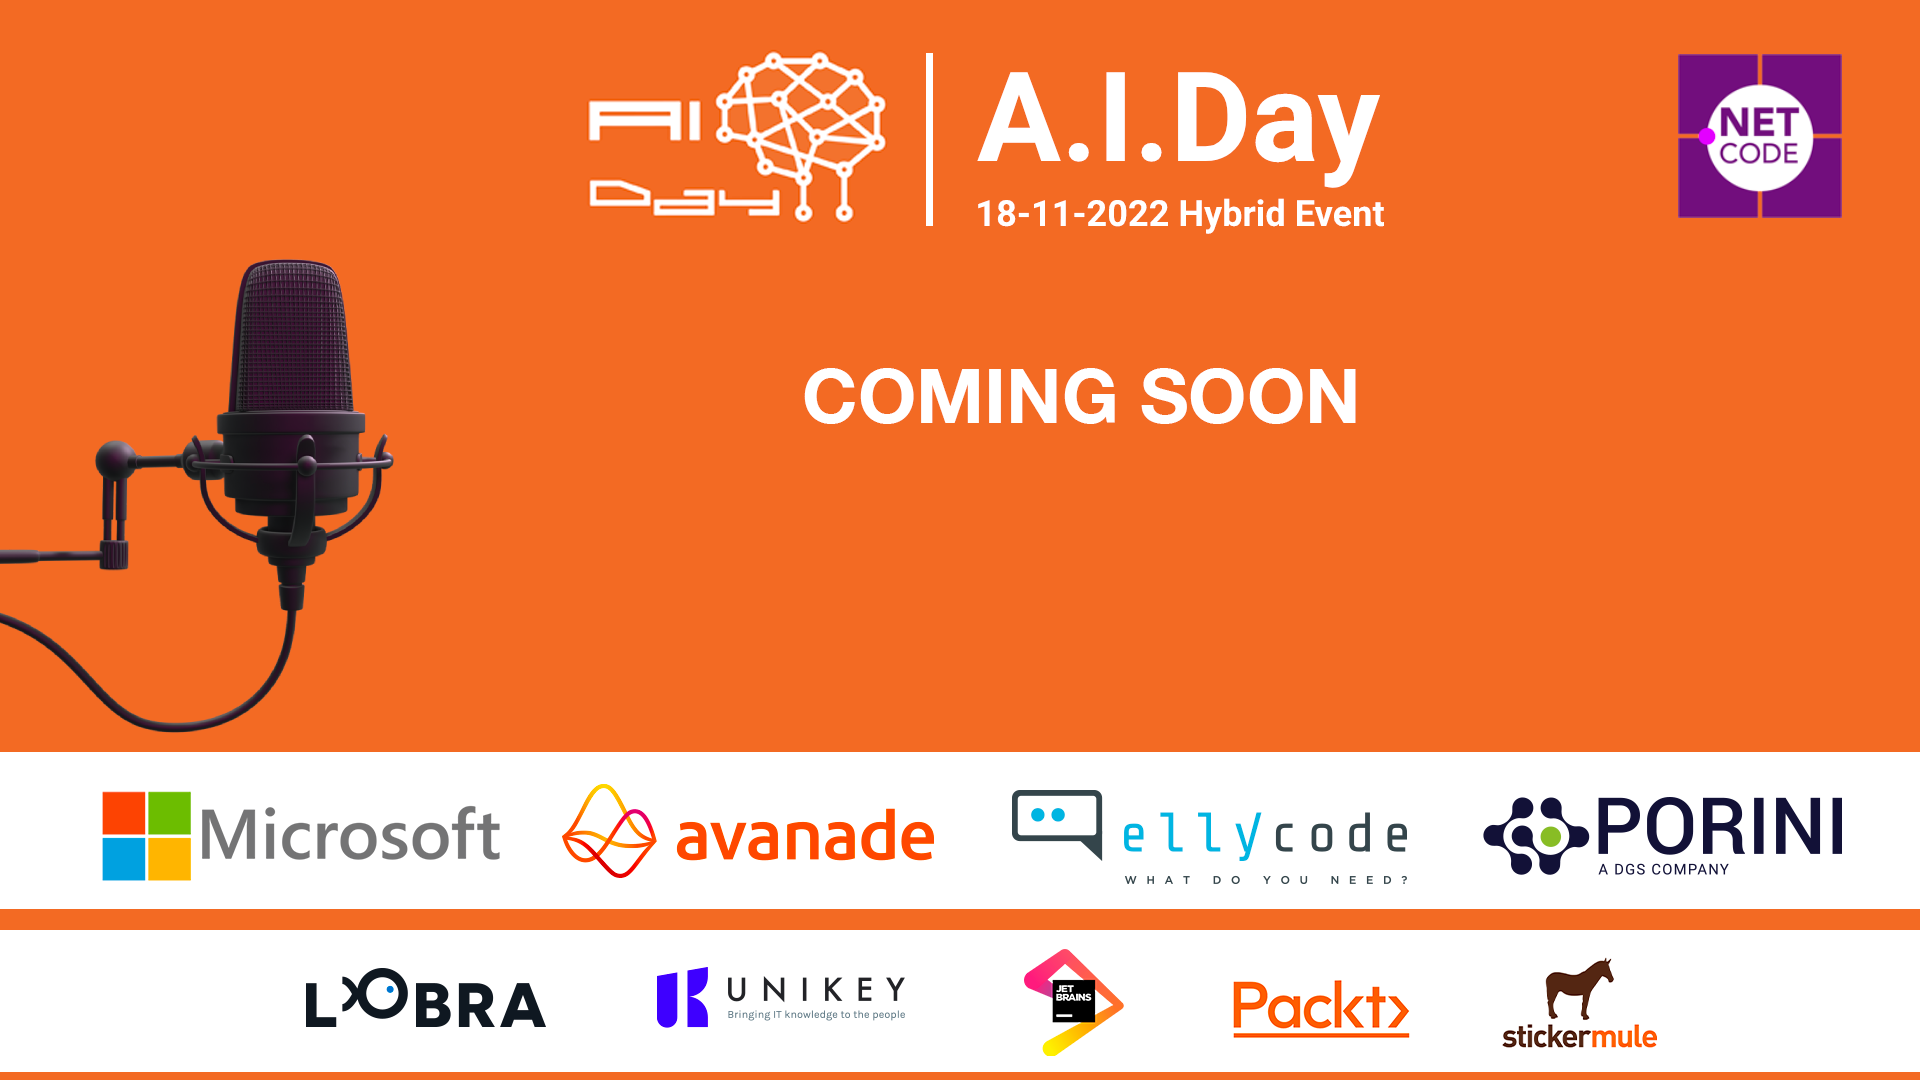 AI
Day
A.I.Day
18-11-2022 Hybrid Event
NET
CODE
COMING SOON
Microsoft
avanade
ellycode
WHAT DO YOU NEED?
PORINI
A DGS COMPANY
LOBRA
UNIKEY
Bringing IT knowledge to the people
JET
BRAINS
Packt>
stickermule